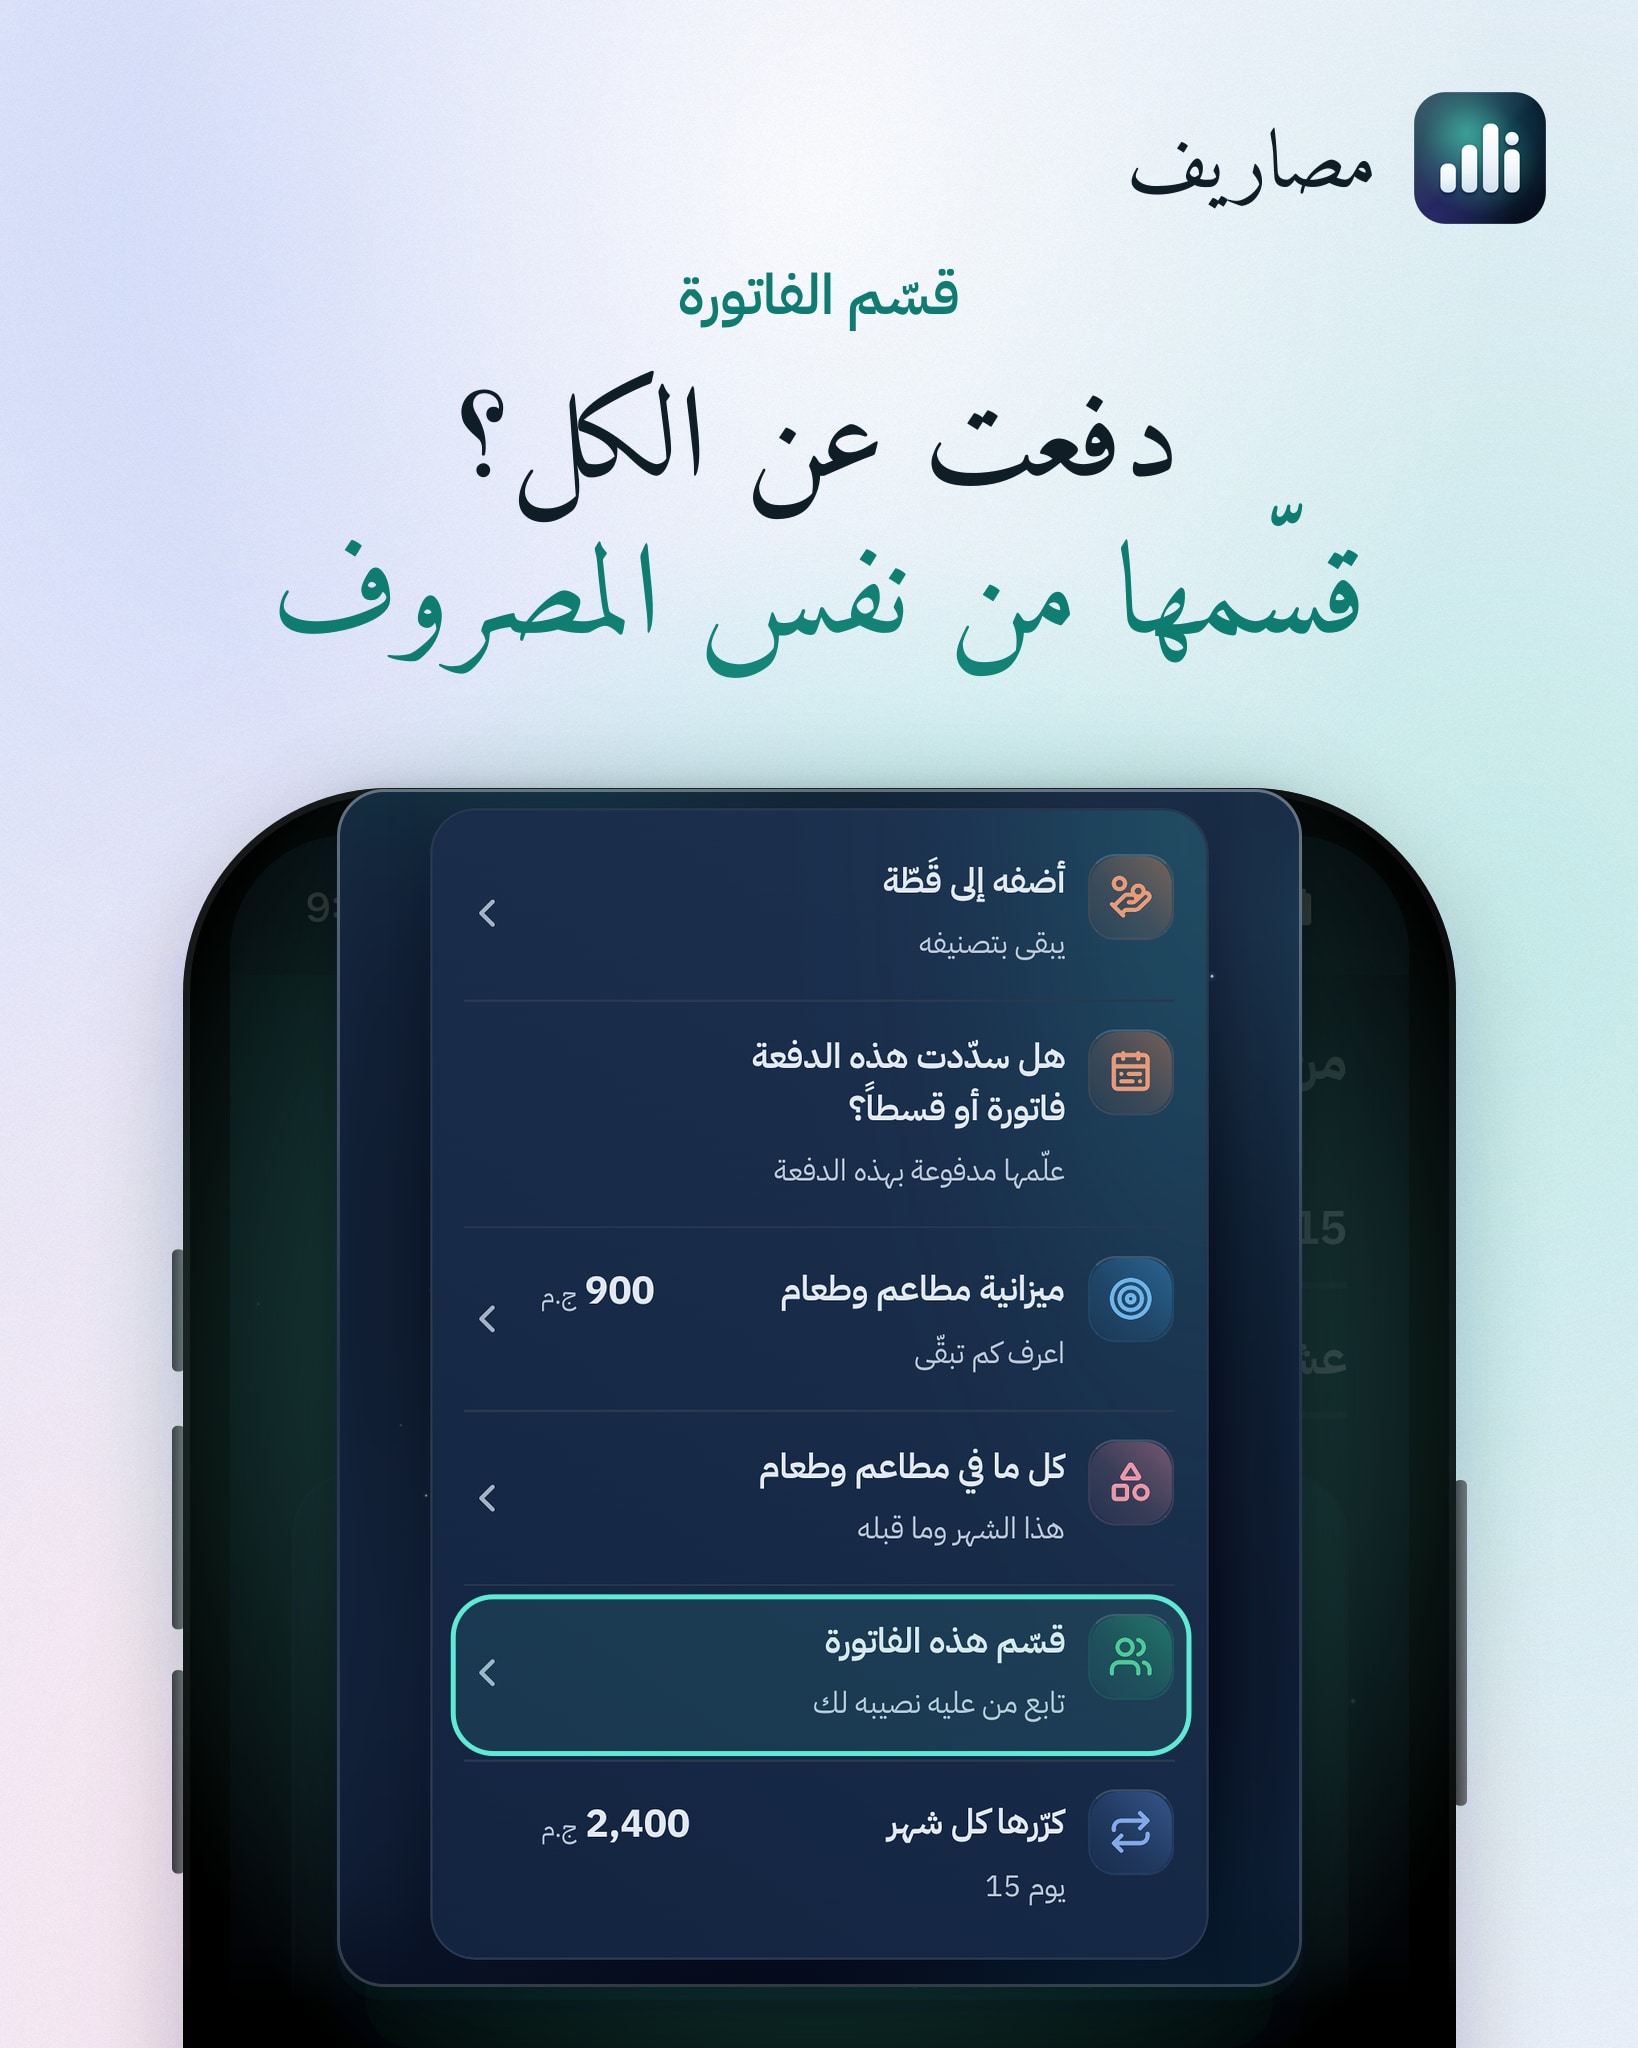 مصاريف
قسّم الفاتورة
دفعت عن الكل؟
قسّمها من نفس المصروف
أضفه إلى قَطّة
يبقى بتصنيفه
هل سدّدت هذه الدفعة
فاتورة أو قسطاً؟
علّمها مدفوعة بهذه الدفعة
ميزانية مطاعم وطعام 900 ج.م
اعرف كم تبقّى
كل ما في مطاعم وطعام
هذا الشهر وما قبله
قسّم هذه الفاتورة
تابع من عليه نصيبه لك
كرّرها كل شهر 2,400 ج.م
يوم 15